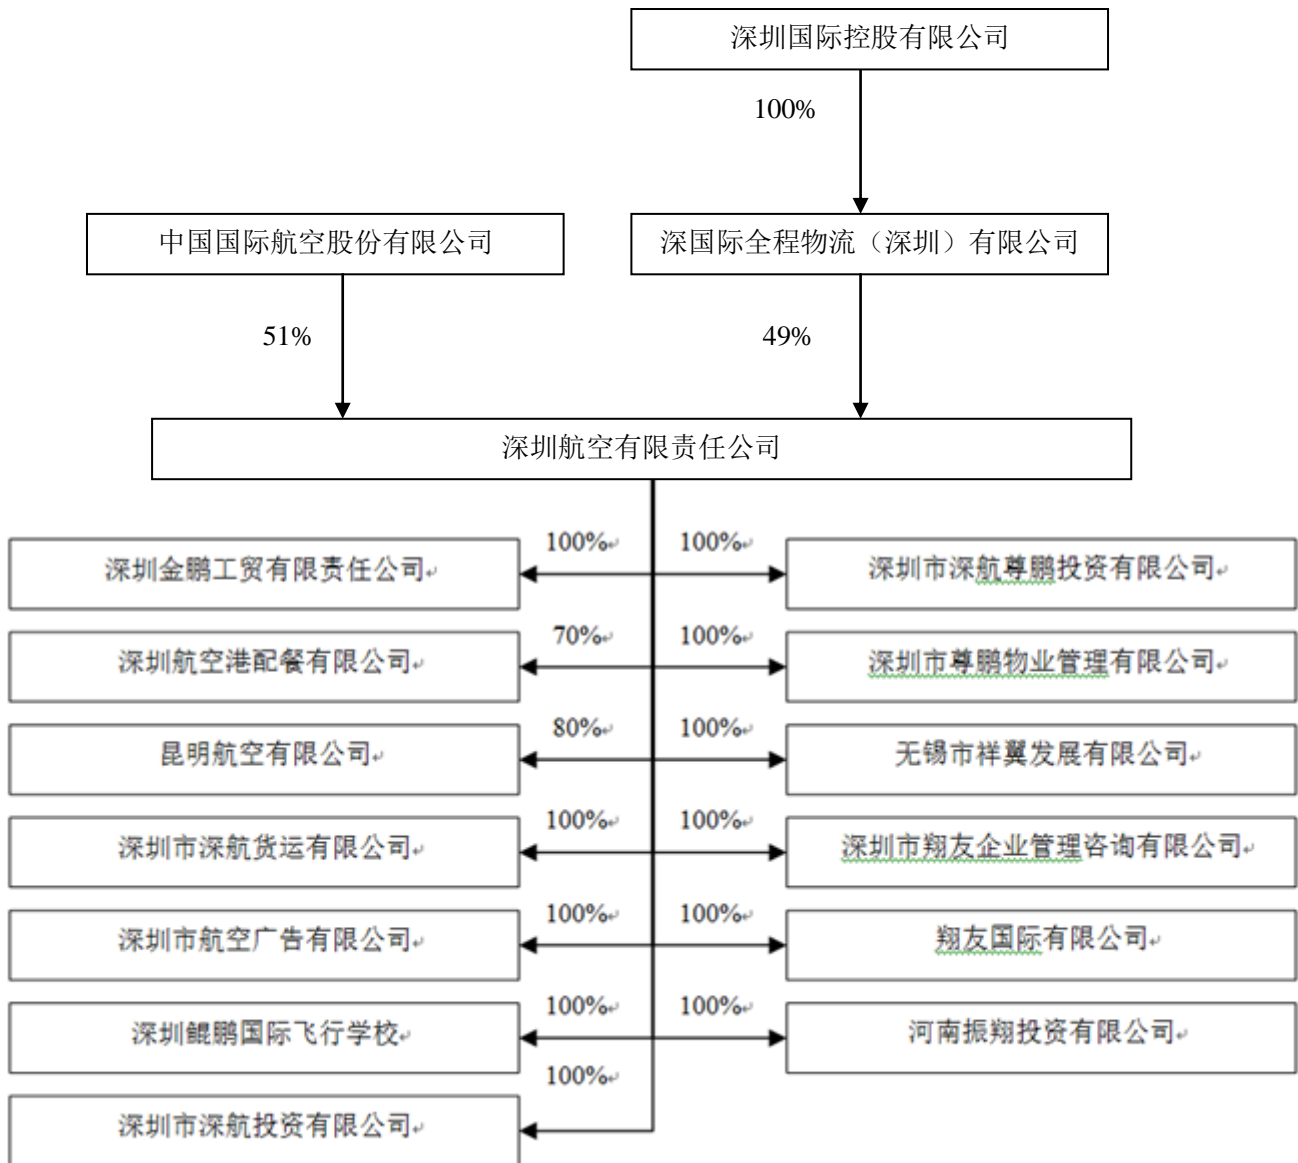 深圳国际控股有限公司
100%
中国国际航空股份有限公司
深国际全程物流（深圳）有限公司
51%
49%
深圳航空有限责任公司
100%
100%
深圳金鹏工贸有限责任公司
深圳市深航尊鹏投资有限公司
70%
100%
深圳航空港配餐有限公司
深圳市尊鹏物业管理有限公司
80%
100%
昆明航空有限公司
无锡市祥翼发展有限公司
100%
100%
深圳市深航货运有限公司
深圳市翔友企业管理咨询有限公司
100%
100%
深圳市航空广告有限公司
翔友国际有限公司
100%
100%
深圳鲲鹏国际飞行学校
河南振翔投资有限公司
100%
深圳市深航投资有限公司